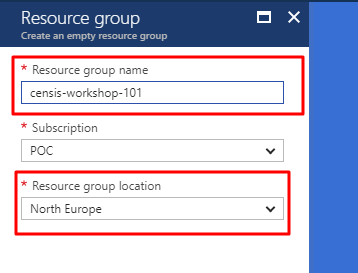 Resource group
Create an empty resource group
* Resource group name
censis-workshop-101
* Subscription
POC
* Resource group location
North Europe